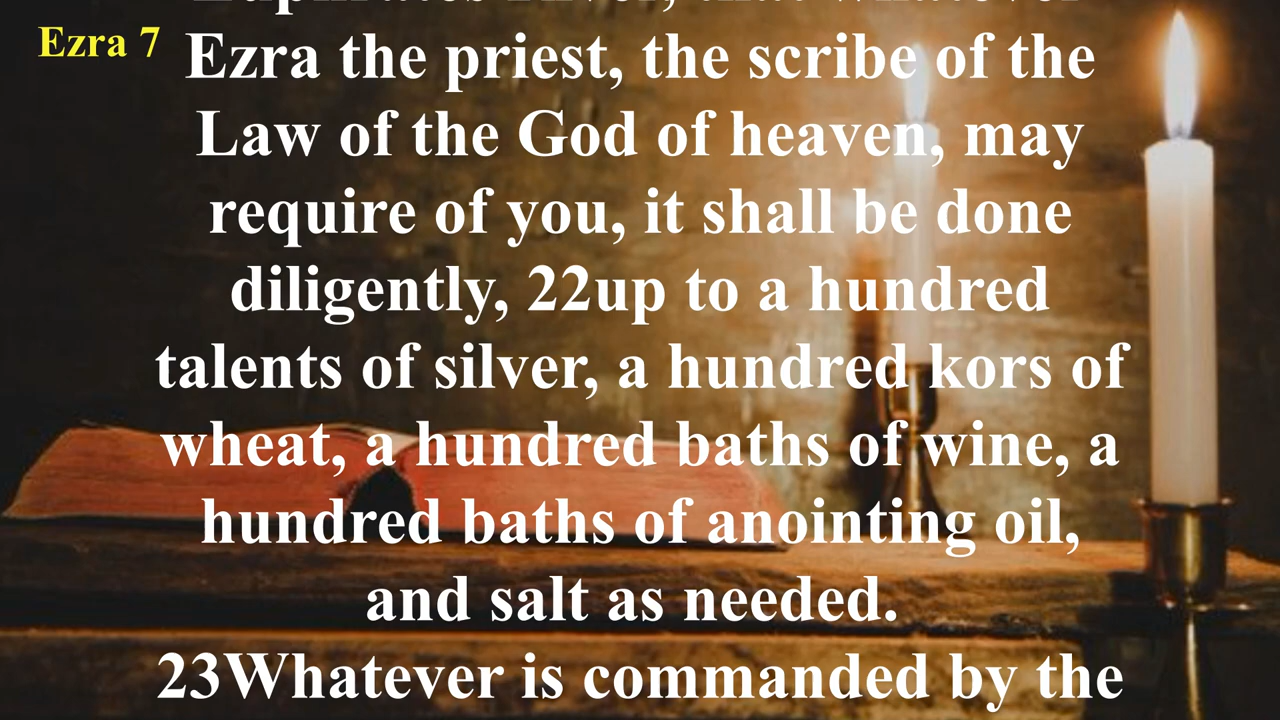 Ezra 7
Ezra the priest, the scribe of the
Law of the God of heaven, may
require of you, it shall be done
diligently, 22up to a hundred
talents of silver, a hundred kors of
wheat, a hundred baths of wine, a
hundred baths of anointing oil,
and salt as needed.
23Whatever is commanded by the